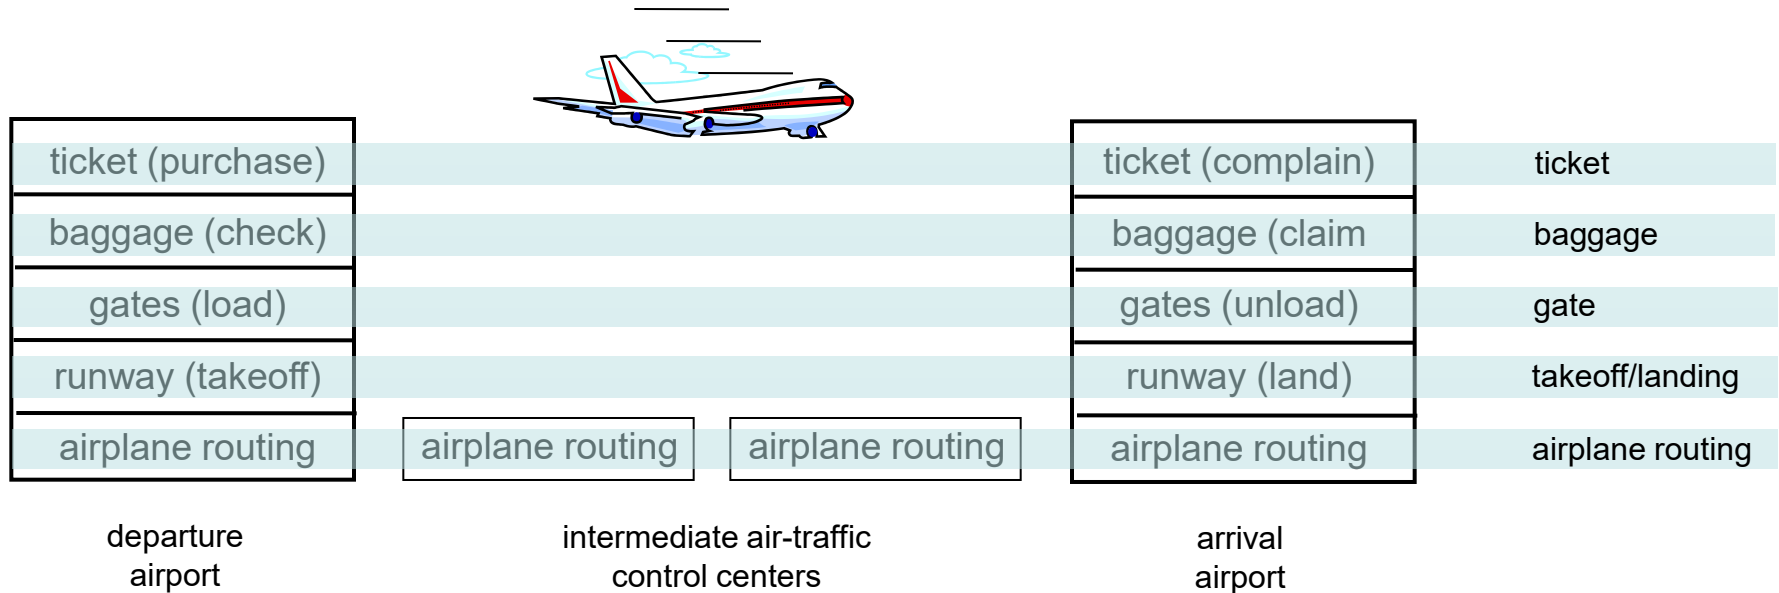 ticket (purchase) ticket (complain) ticket
baggage (check) baggage (claim baggage
gates (load) gates (unload) gate
runway (takeoff) runway (land) takeoff/landing
airplane routing airplane routing airplane routing airplane routing airplane routing
departure intermediate air-traffic arrival
airport control centers airport